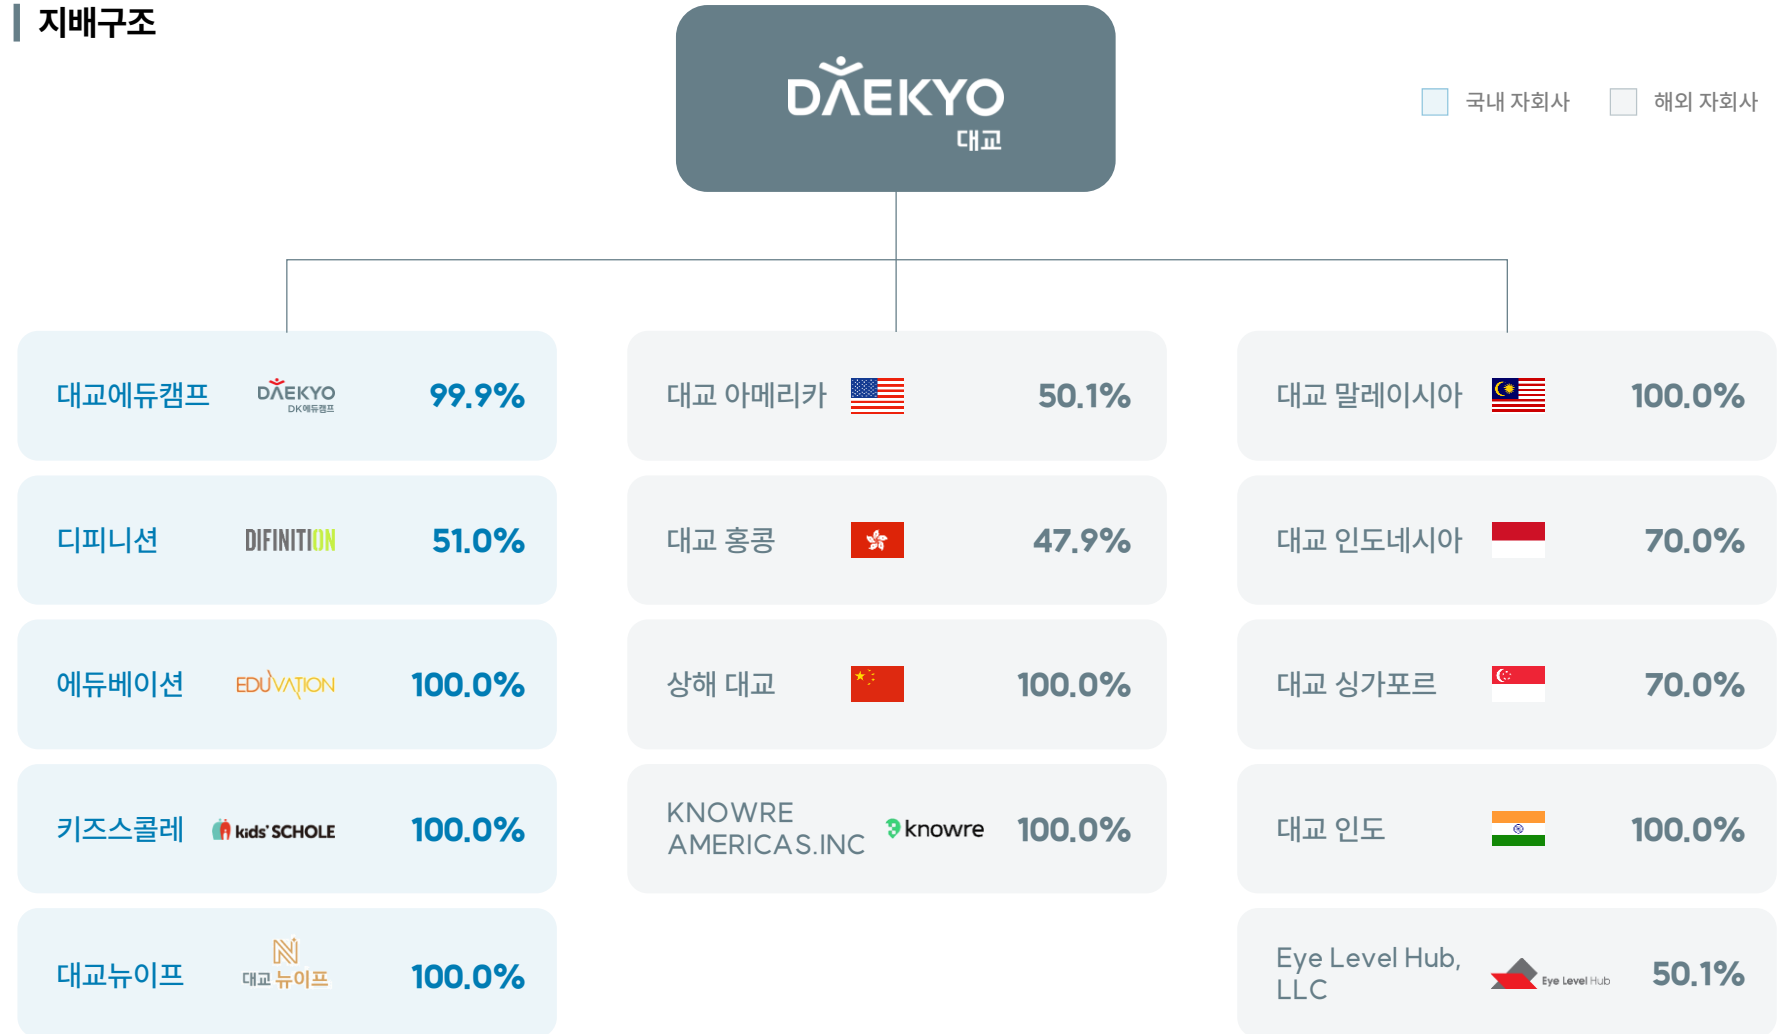 지배구조
DAEKYO
대교
국내 자회사
해외 자회사
대교에듀캠프
DAEKYO
DK에듀캠프
99.9%
디피니션
DIFINITION
51.0%
에듀베이션
EDUVATION
100.0%
키즈스콜레
kids' SCHOLE
100.0%
대교뉴이프
대교 뉴이프
100.0%
대교 아메리카
50.1%
대교 홍콩
47.9%
상해 대교
100.0%
KNOWRE
AMERICAS.INC
knowre
100.0%
대교 말레이시아
100.0%
대교 인도네시아
70.0%
대교 싱가포르
70.0%
대교 인도
100.0%
Eye Level Hub,
LLC
Eye Level Hub
50.1%